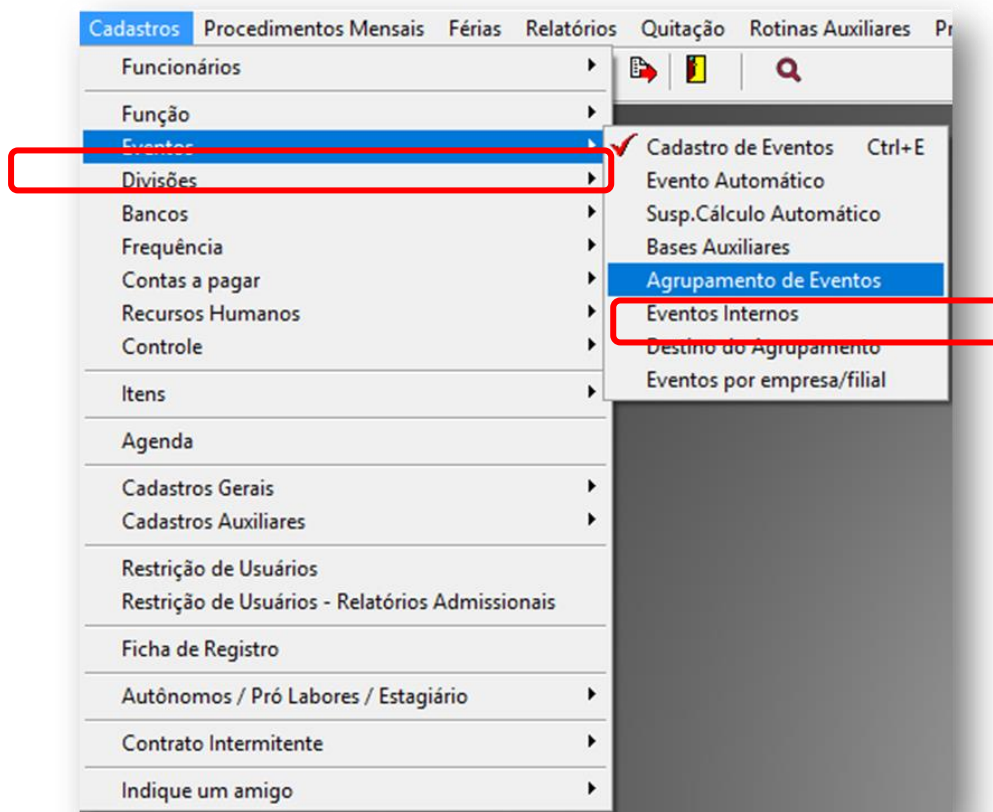 Cadastros Procedimentos Mensais Férias Relatórios Quitação Rotinas Auxiliares
Funcionários
Função
Eventos
Divisões
Bancos
Frequência
Contas a pagar
Recursos Humanos
Controle
Itens
Agenda
Cadastros Gerais
Cadastros Auxiliares
Restrição de Usuários
Restrição de Usuários - Relatórios Admissionais
Ficha de Registro
Autônomos / Pró Labores / Estagiário
Contrato Intermitente
Indique um amigo
Cadastro de Eventos Ctrl+E
Evento Automático
Susp.Cálculo Automático
Bases Auxiliares
Agrupamento de Eventos
Eventos Internos
Destino do Agrupamento
Eventos por empresa/filial